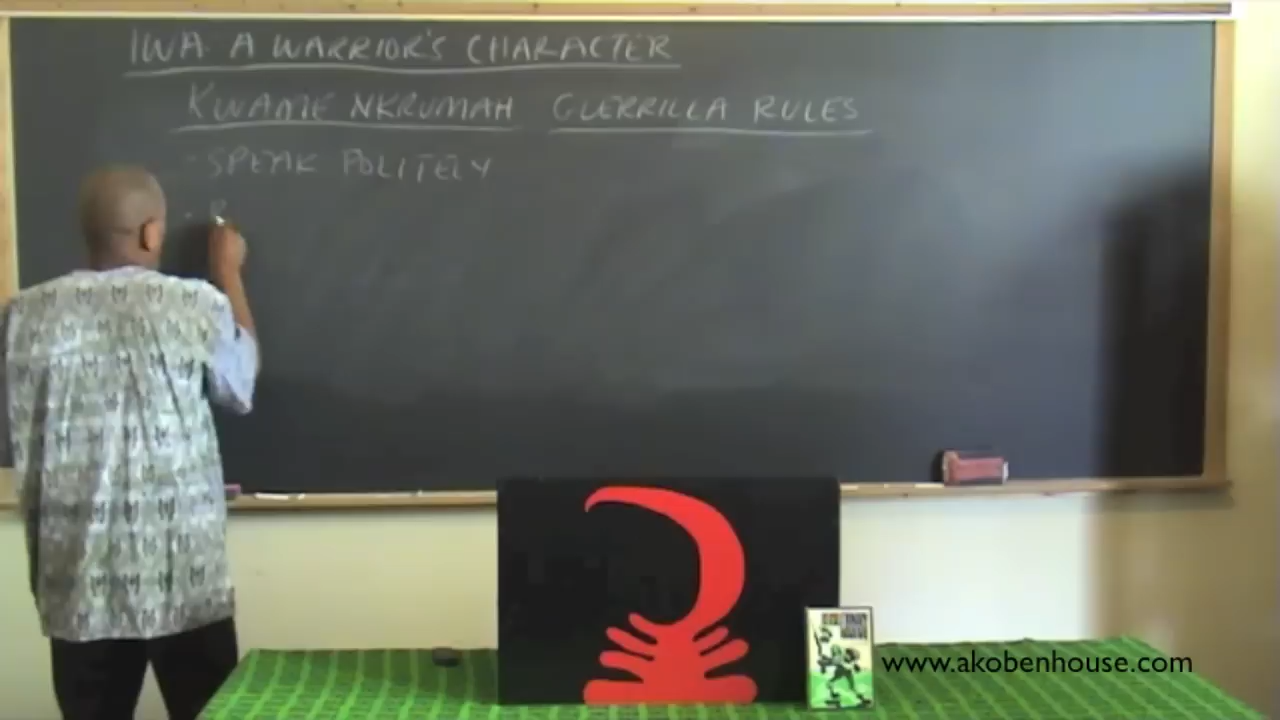 IWA A WARRIOR'S CHARACTER
KWAME NKRUMAH GUERRILLA RULES
- SPEAK POLITELY
www.akobenhouse.com